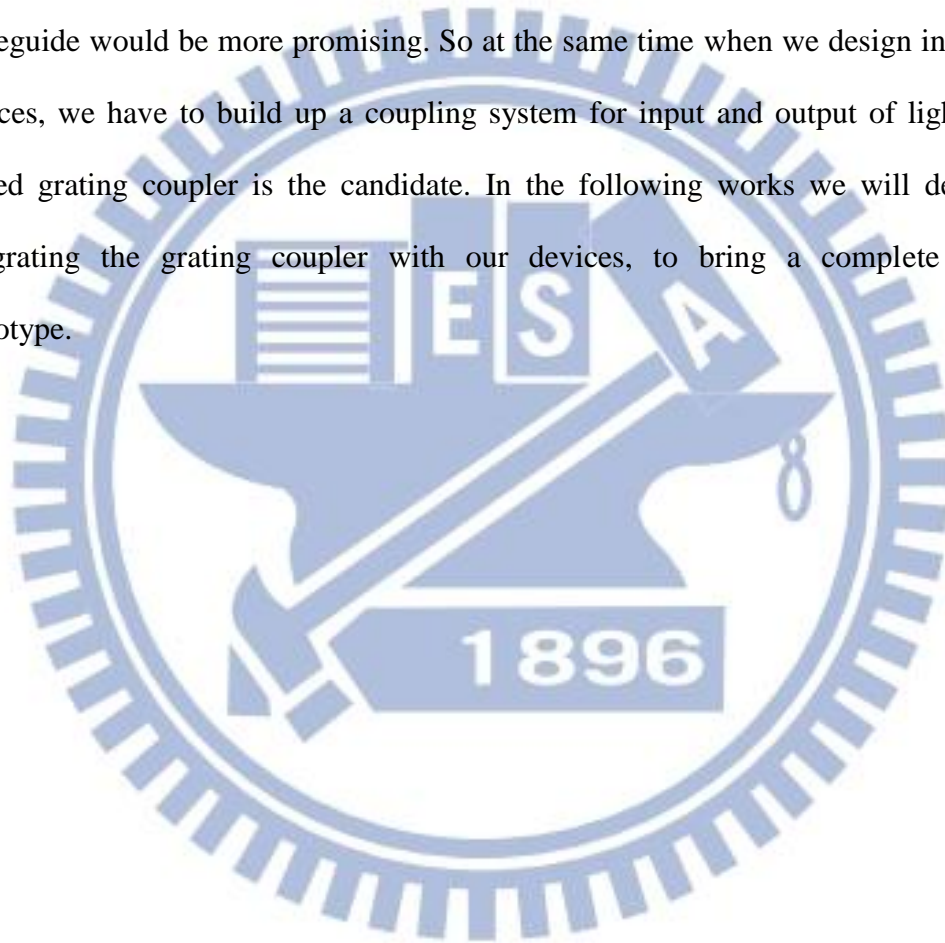 eguide would be more promising. So at the same time when we design in
ces, we have to build up a coupling system for input and output of ligh
ed grating coupler is the candidate. In the following works we will de
grating the grating coupler with our devices, to bring a complete
otype.
E S A
8
1896